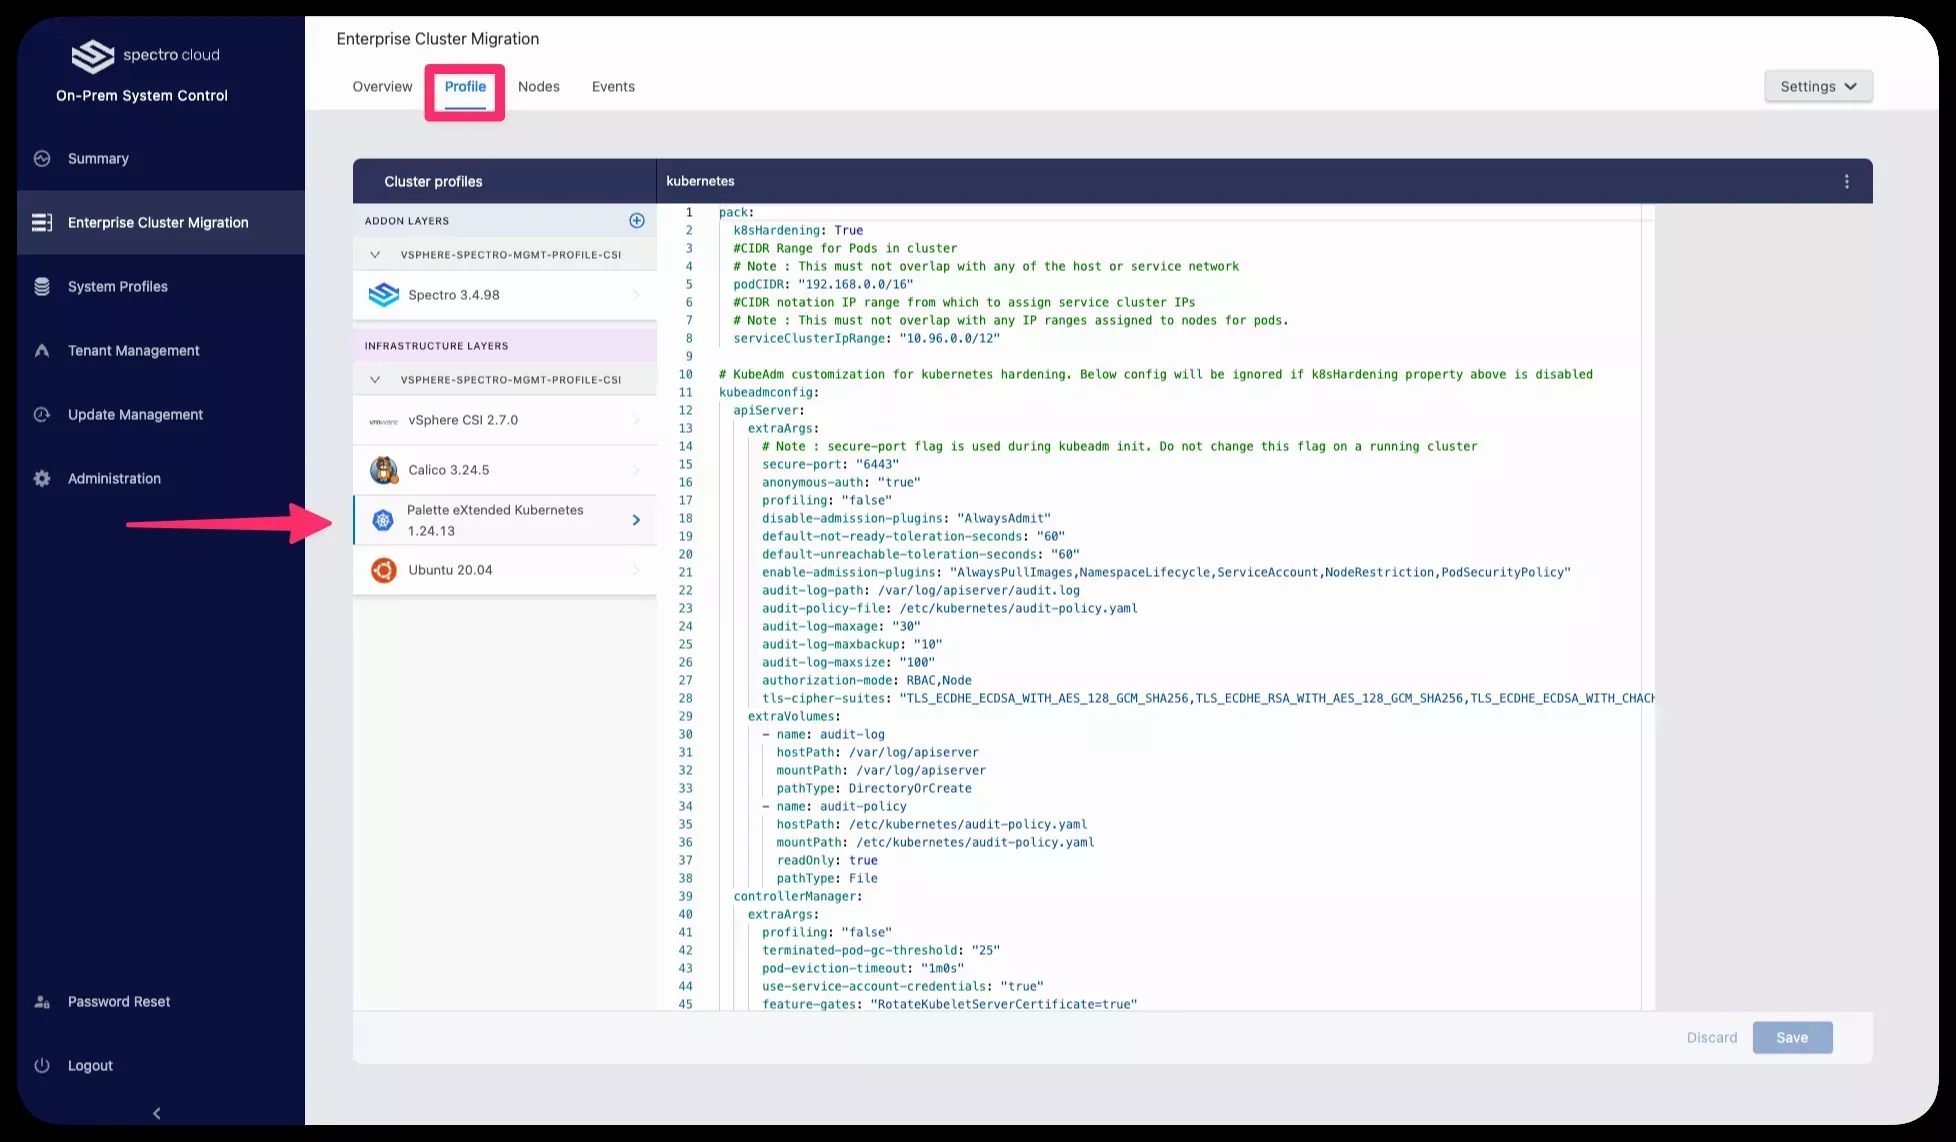 spectro cloud
On-Prem System Control
Summary
Enterprise Cluster Migration
System Profiles
Tenant Management
Update Management
Administration
Password Reset
Logout
Enterprise Cluster Migration
Overview
Profile
Nodes
Events
Settings
Cluster profiles
ADDON LAYERS
VSPHERE-SPECTRO-MGMT-PROFILE-CSI
Spectro 3.4.98
INFRASTRUCTURE LAYERS
VSPHERE-SPECTRO-MGMT-PROFILE-CSI
vmware
vSphere CSI 2.7.0
Calico 3.24.5
Palette eXtended Kubernetes
1.24.13
Ubuntu 20.04
kubernetes
1 pack:
2 k8sHardening: True
3 #CIDR Range for Pods in cluster
4 # Note : This must not overlap with any of the host or service network
5 podCIDR: "192.168.0.0/16"
6 #CIDR notation IP range from which to assign service cluster IPs
7 # Note : This must not overlap with any IP ranges assigned to nodes for pods.
8 serviceClusterIpRange: "10.96.0.0/12"
9
10 # KubeAdm customization for kubernetes hardening. Below config will be ignored if k8sHardening property above is disabled
11 kubeadmconfig:
12 apiServer:
13 extraArgs:
14 # Note : secure-port flag is used during kubeadm init. Do not change this flag on a running cluster
15 secure-port: "6443"
16 anonymous-auth: "true"
17 profiling: "false"
18 disable-admission-plugins: "AlwaysAdmit"
19 default-not-ready-toleration-seconds: "60"
20 default-unreachable-toleration-seconds: "60"
21 enable-admission-plugins: "AlwaysPullImages,NamespaceLifecycle,ServiceAccount,NodeRestriction,PodSecurityPolicy"
22 audit-log-path: /var/log/apiserver/audit.log
23 audit-policy-file: /etc/kubernetes/audit-policy.yaml
24 audit-log-maxage: "30"
25 audit-log-maxbackup: "10"
26 audit-log-maxsize: "100"
27 authorization-mode: RBAC,Node
28 tls-cipher-suites: "TLS_ECDHE_ECDSA_WITH_AES_128_GCM_SHA256,TLS_ECDHE_RSA_WITH_AES_128_GCM_SHA256,TLS_ECDHE_ECDSA_WITH_CHACH
29 extraVolumes:
30 - name: audit-log
31 hostPath: /var/log/apiserver
32 mountPath: /var/log/apiserver
33 pathType: DirectoryOrCreate
34 - name: audit-policy
35 hostPath: /etc/kubernetes/audit-policy.yaml
36 mountPath: /etc/kubernetes/audit-policy.yaml
37 readOnly: true
38 pathType: File
39 controllerManager:
40 extraArgs:
41 profiling: "false"
42 terminated-pod-gc-threshold: "25"
43 pod-eviction-timeout: "1m0s"
44 use-service-account-credentials: "true"
45 feature-gates: "RotateKubeletServerCertificate=true"
Discard
Save